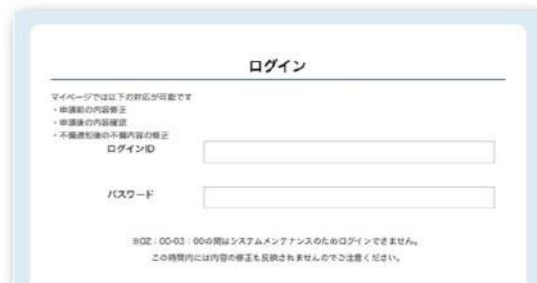 ログイン
マイページでは以下の対応が可能です
・申請前の内容修正
・申請後の内容確認
・不備通知後の不備内容の修正
ログインID
パスワード
※02:00-03:00の間はシステムメンテナンスのためログインできません。
この時間内には内容の修正も反映されませんのでご注意ください。